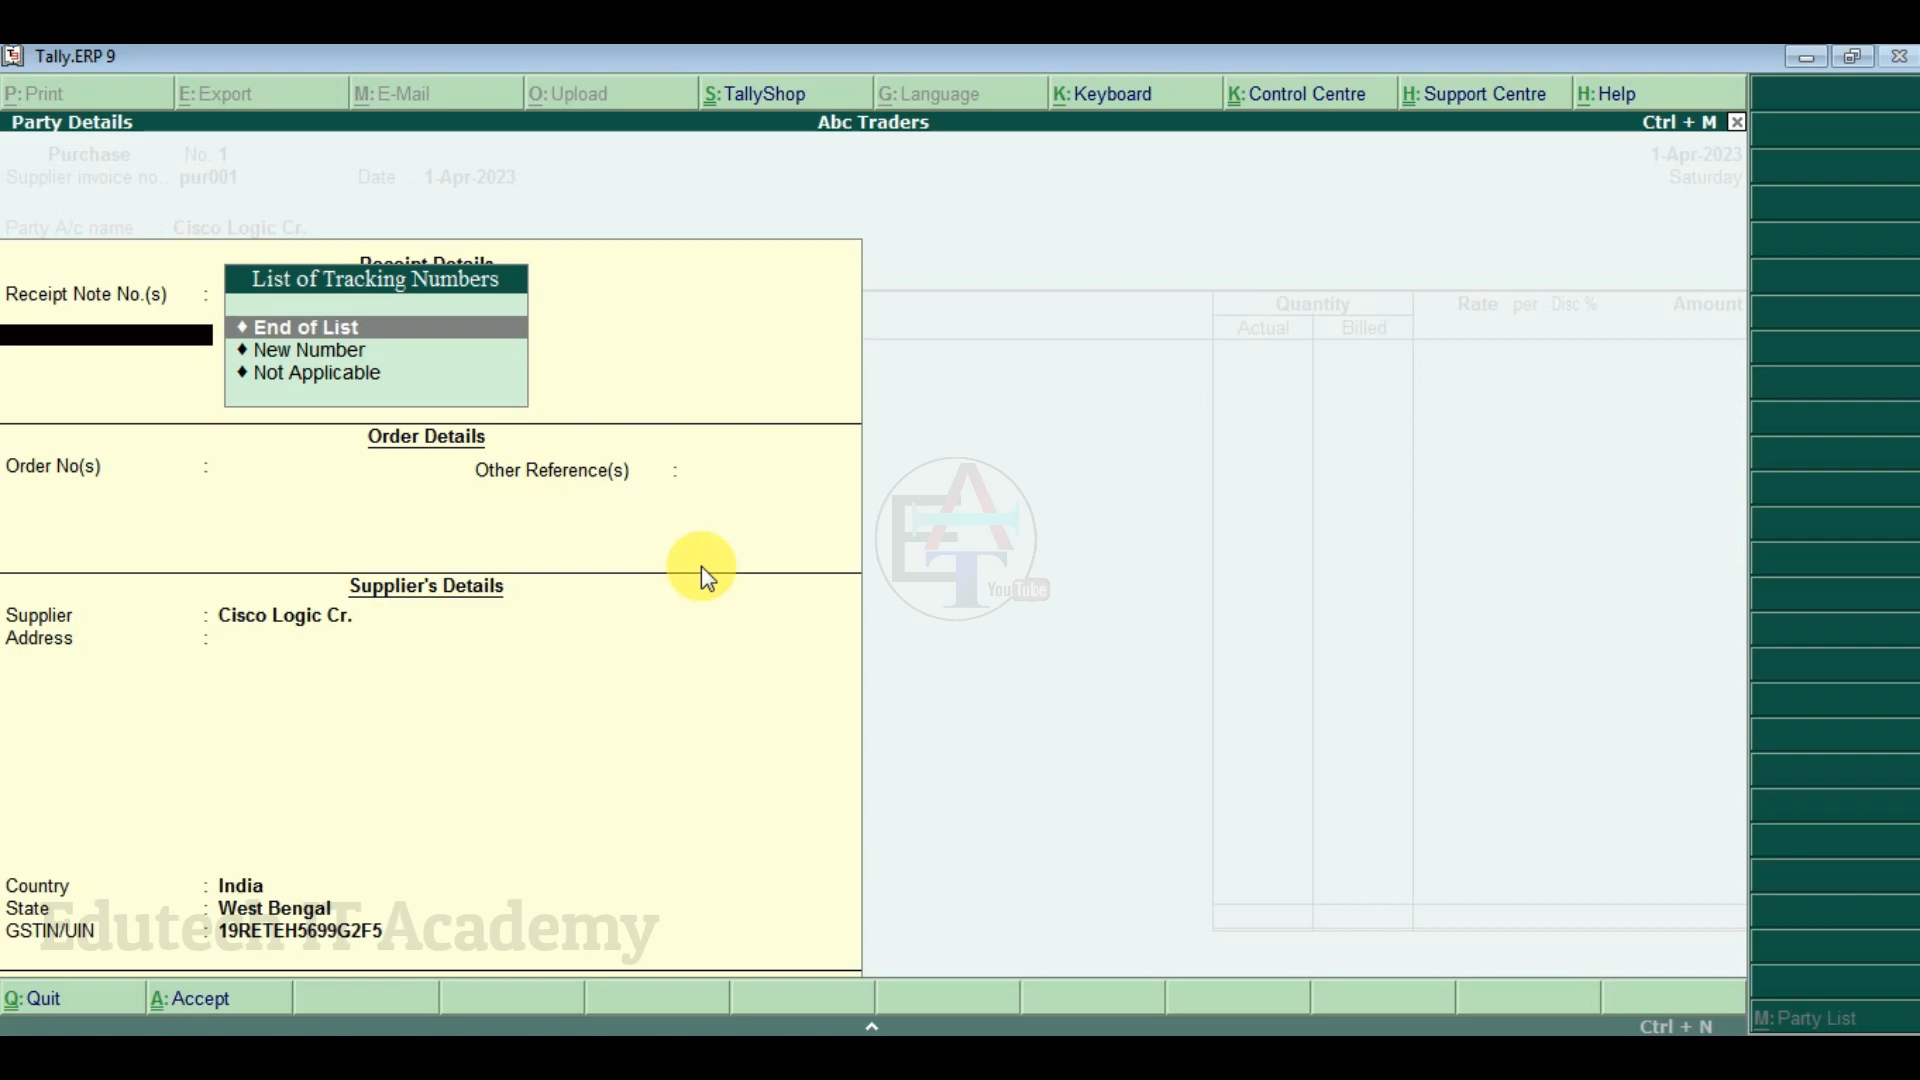 Tally.ERP 9
P: Print E: Export M: E-Mail O: Upload S: TallyShop G: Language K: Keyboard K: Control Centre H: Support Centre H: Help
Party Details Abc Traders Ctrl + M
Purchase No. 1 1-Apr-2023
Supplier invoice no.: pur001 Date : 1-Apr-2023 Saturday
Party A/c name : Cisco Logic Cr.
Receipt Details
List of Tracking Numbers
Receipt Note No.(s) :
End of List
New Number
Not Applicable
Quantity Rate per Disc % Amount
Actual Billed
Order Details
Order No(s) : Other Reference(s) :
EAT
YouTube
Supplier's Details
Supplier : Cisco Logic Cr.
Address :
Country : India
State : West Bengal
GSTIN/UIN : 19RETEH5699G2F5
Edutech IT Academy
Q: Quit A: Accept
M: Party List
Ctrl + N